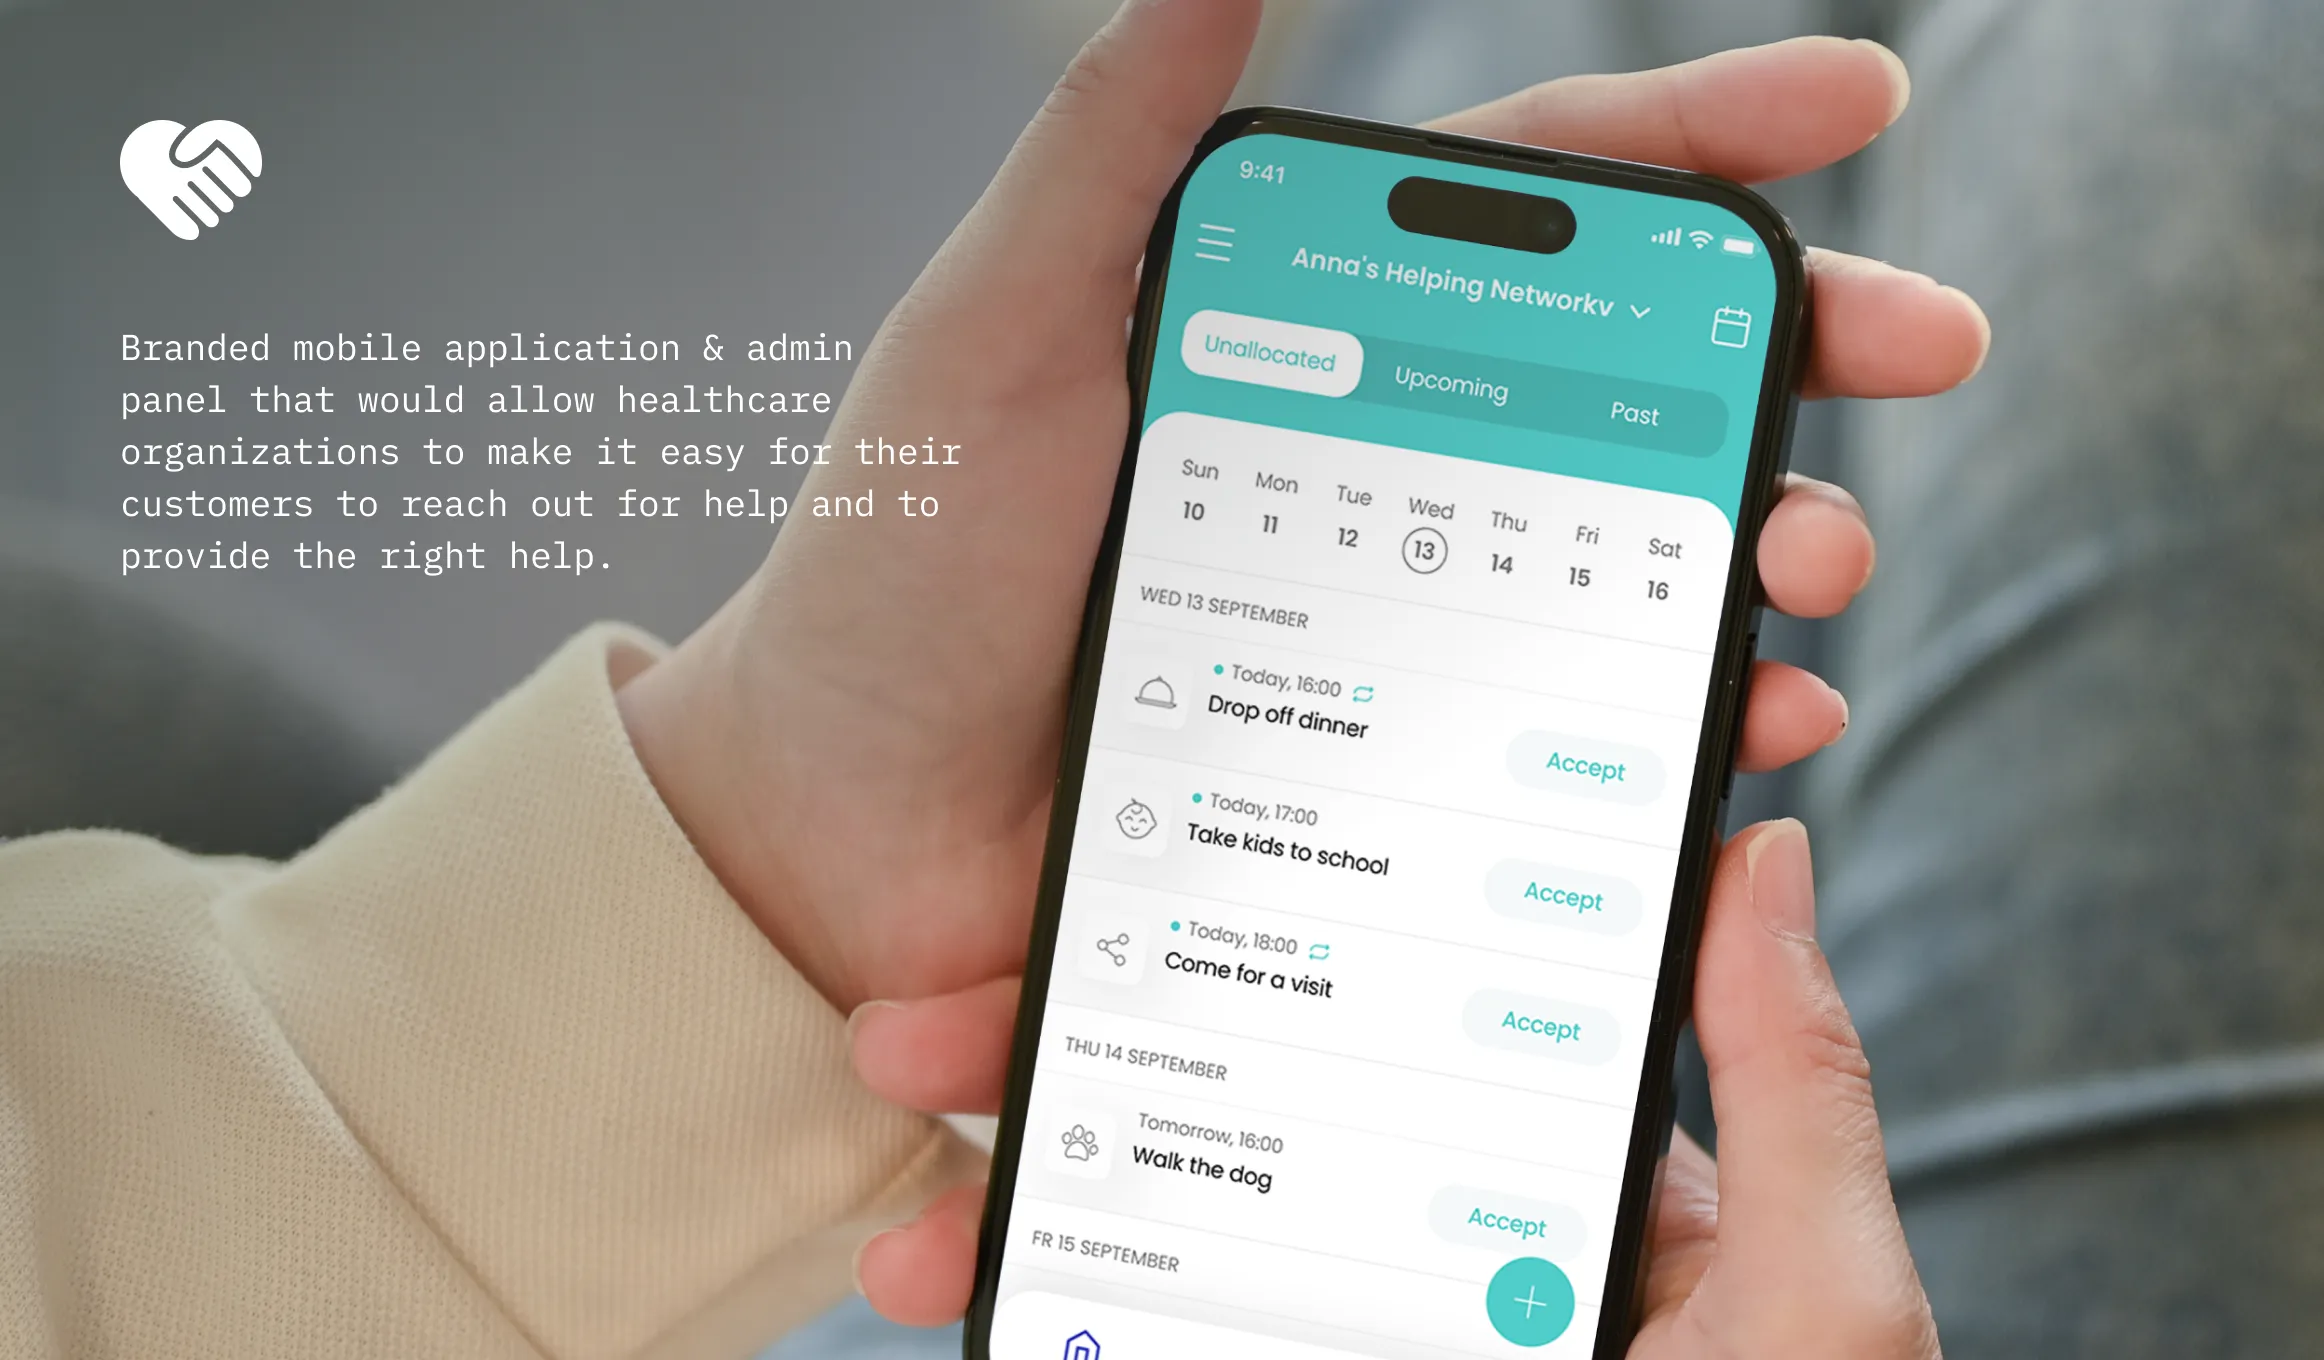 Branded mobile application & admin
panel that would allow healthcare
organizations to make it easy for their
customers to reach out for help and to
provide the right help.
9:41
Anna's Helping Networkv
Unallocated Upcoming Past
Sun Mon Tue Wed Thu Fri Sat
10 11 12 13 14 15 16
WED 13 SEPTEMBER
Today, 16:00
Drop off dinner
Accept
Today, 17:00
Take kids to school
Accept
Today, 18:00
Come for a visit
Accept
THU 14 SEPTEMBER
Tomorrow, 16:00
Walk the dog
Accept
FR 15 SEPTEMBER